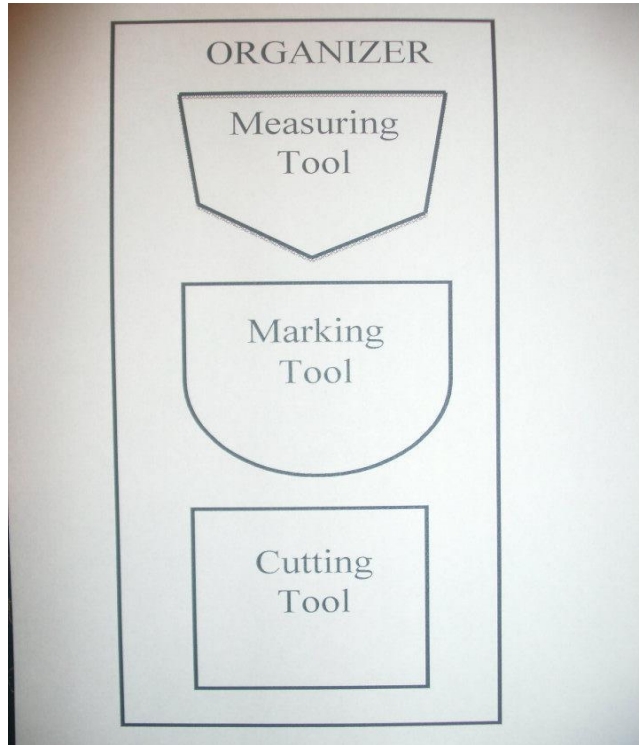 ORGANIZER
Measuring
Tool
Marking
Tool
Cutting
Tool